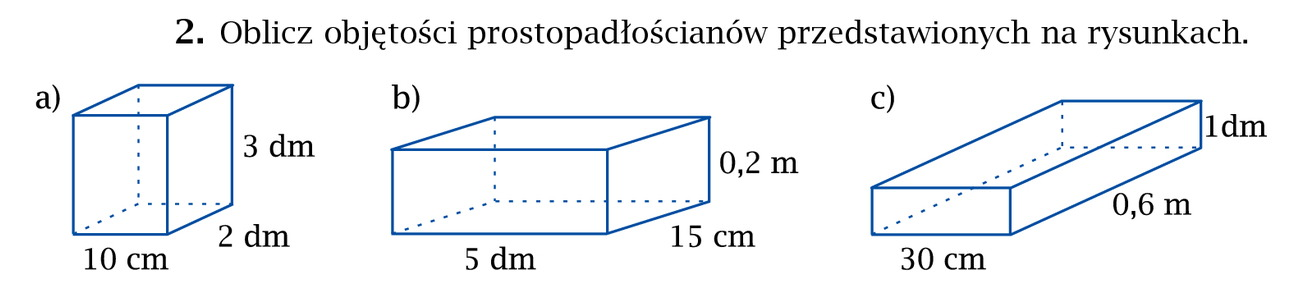 2. Oblicz objętości prostopadłościanów przedstawionych na rysunkach.
a)
3 dm
2 dm
10 cm
b)
0,2 m
15 cm
5 dm
c)
1dm
0,6 m
30 cm